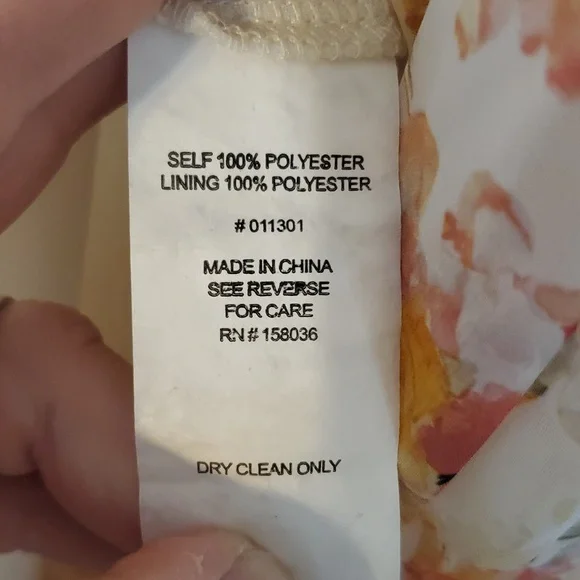 SELF 100% POLYESTER
LINING 100% POLYESTER
# 011301
MADE IN CHINA
SEE REVERSE
FOR CARE
RN # 158036
DRY CLEAN ONLY